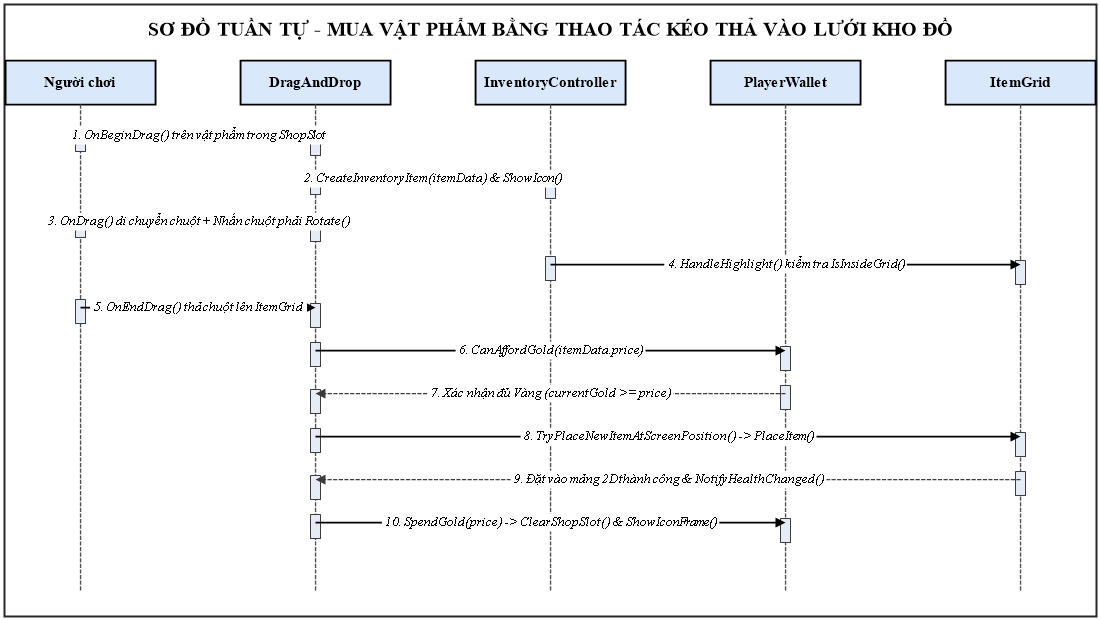 SƠ ĐỒ TUẦN TỰ - MUA VẬT PHẨM BẰNG THAO TÁC KÉO THẢ VÀO LƯỚI KHO ĐỒ
Người chơi
DragAndDrop
InventoryController
PlayerWallet
ItemGrid
1. OnBeginDrag() trên vật phẩm trong ShopSlot
2. CreateInventoryItem(itemData) & ShowIcon()
3. OnDrag() di chuyển chuột + Nhấn chuột phải Rotate()
4. HandleHighlight() kiểm tra IsInsideGrid()
5. OnEndDrag() thả chuột lên ItemGrid
6. CanAffordGold(itemData.price)
7. Xác nhận đủ Vàng (currentGold >= price)
8. TryPlaceNewItemAtScreenPosition() -> PlaceItem()
9. Đặt vào mảng 2D thành công & NotifyHealthChanged()
10. SpendGold(price) -> ClearShopSlot() & ShowIconFrame()